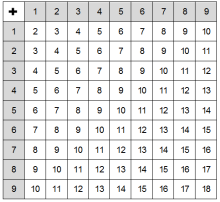 + 1 2 3 4 5 6 7 8 9
1 2 3 4 5 6 7 8 9 10
2 3 4 5 6 7 8 9 10 11
3 4 5 6 7 8 9 10 11 12
4 5 6 7 8 9 10 11 12 13
5 6 7 8 9 10 11 12 13 14
6 7 8 9 10 11 12 13 14 15
7 8 9 10 11 12 13 14 15 16
8 9 10 11 12 13 14 15 16 17
9 10 11 12 13 14 15 16 17 18